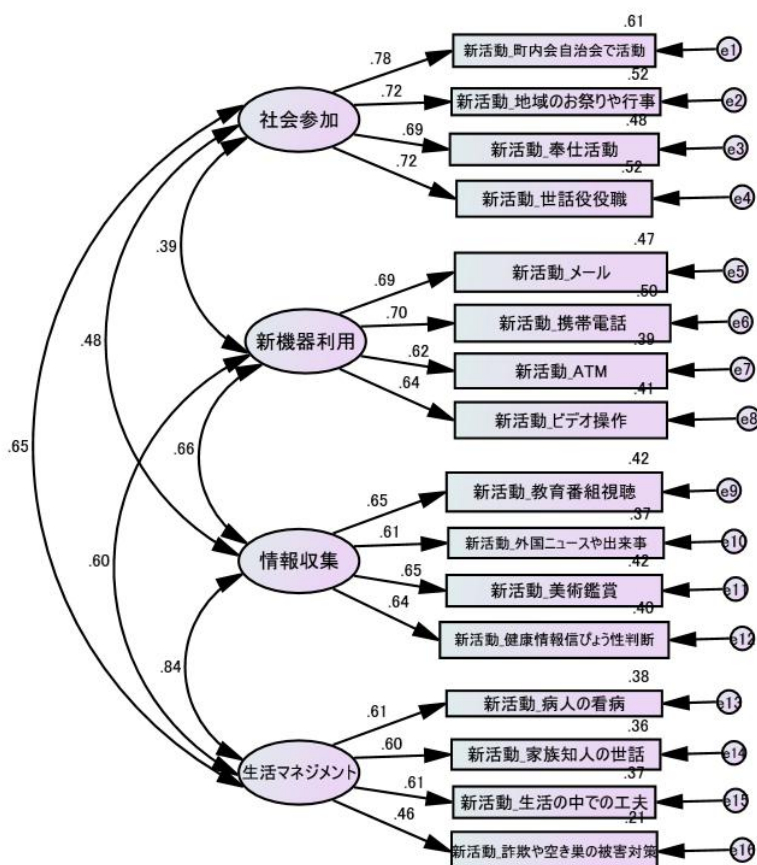 .61
新活動_町内会自治会で活動
e1
.78
.52
新活動_地域のお祭りや行事
e2
.72
社会参加
.48
新活動_奉仕活動
e3
.69
.52
新活動_世話役役職
e4
.72
.39
.47
新活動_メール
e5
.69
.50
新活動_携帯電話
e6
.70
新機器利用
.39
新活動_ATM
e7
.62
.41
新活動_ビデオ操作
e8
.64
.48
.65
.66
.42
新活動_教育番組視聴
e9
.65
.37
新活動_外国ニュースや出来事
e10
.61
情報収集
.42
新活動_美術鑑賞
e11
.65
.40
新活動_健康情報信ぴょう性判断
e12
.64
.60
.84
.38
新活動_病人の看病
e13
.61
.36
新活動_家族知人の世話
e14
.60
生活マネジメント
.37
新活動_生活の中での工夫
e15
.61
.21
新活動_詐欺や空き巣の被害対策
e16
.46